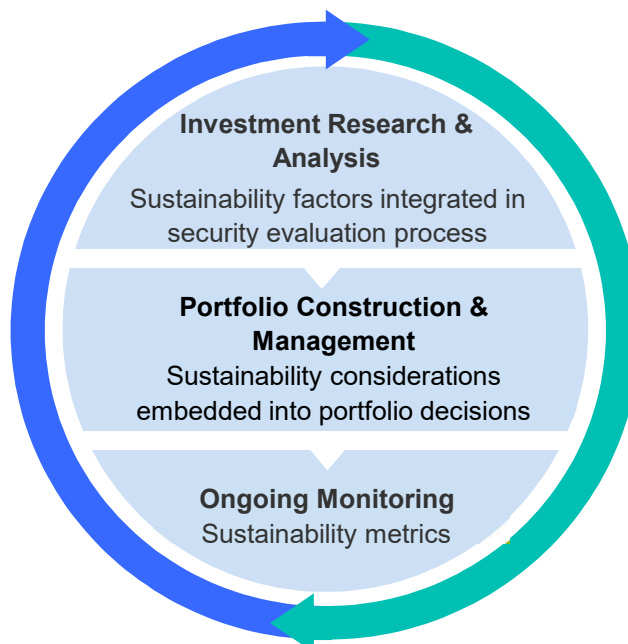 Investment Research &
Analysis
Sustainability factors integrated in
security evaluation process
Portfolio Construction &
Management
Sustainability considerations
embedded into portfolio decisions
Ongoing Monitoring
Sustainability metrics